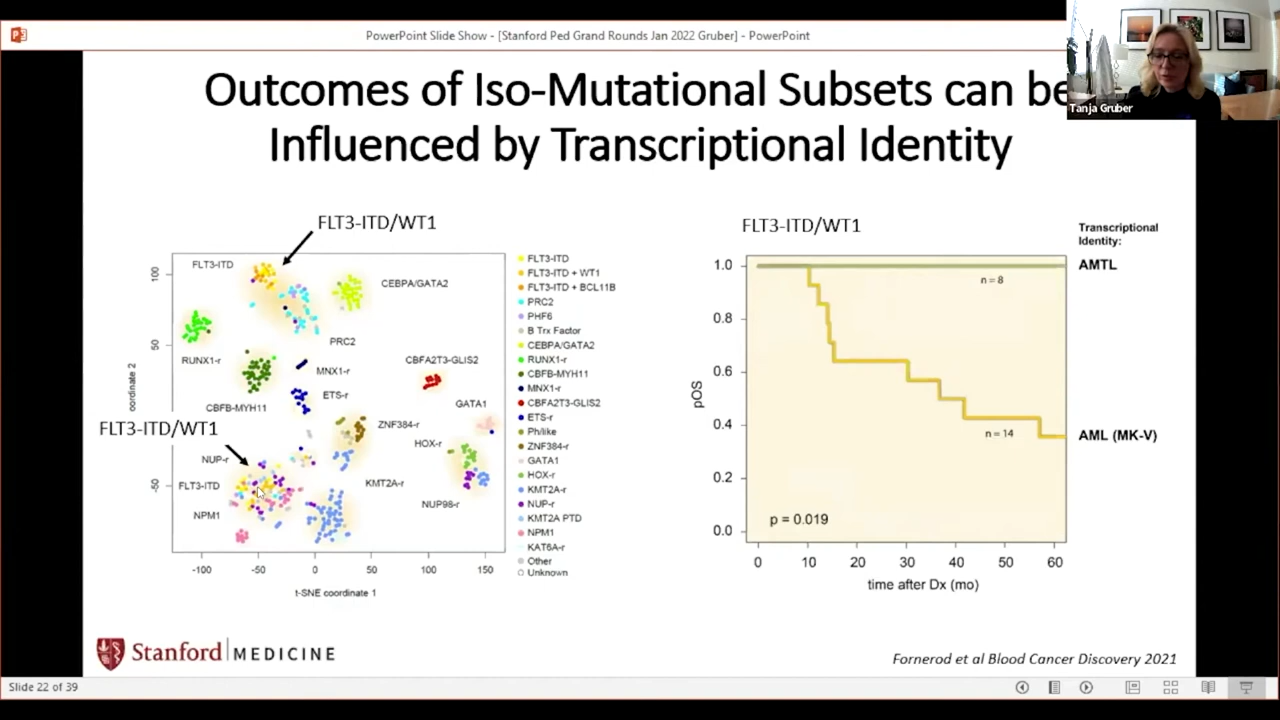 PowerPoint Slide Show - [Stanford Ped Grand Rounds Jan 2022 Gruber] - PowerPoint
Tanja Gruber
Outcomes of Iso-Mutational Subsets can be
Influenced by Transcriptional Identity
FLT3-ITD/WT1
FLT3-ITD
CEBPA/GATA2
PRC2
RUNX1-r
MNX1-r
CBFA2T3-GLIS2
ETS-r
CBFB-MYH11
GATA1
FLT3-ITD/WT1
ZNF384-r
HOX-r
NUP-r
FLT3-ITD
KMT2A-r
NUP98-r
NPM1
100
50
-50
oordinate 2
-100
-50
0
50
100
150
t-SNE coordinate 1
FLT3-ITD
FLT3-ITD + WT1
FLT3-ITD + BCL11B
PRC2
PHF6
B Trx Factor
CEBPA/GATA2
RUNX1-r
CBFB-MYH11
MNX1-r
CBFA2T3-GLIS2
ETS-r
Ph/like
ZNF384-r
GATA1
HOX-r
KMT2A-r
NUP-r
KMT2A PTD
NPM1
KAT6A-r
Other
Unknown
FLT3-ITD/WT1
Transcriptional
Identity:
AMTL
n = 8
AML (MK-V)
n = 14
p = 0.019
1.0
0.8
0.6
0.4
0.2
0.0
pOS
0
10
20
30
40
50
60
time after Dx (mo)
Stanford MEDICINE
Fornerod et al Blood Cancer Discovery 2021
Slide 22 of 39